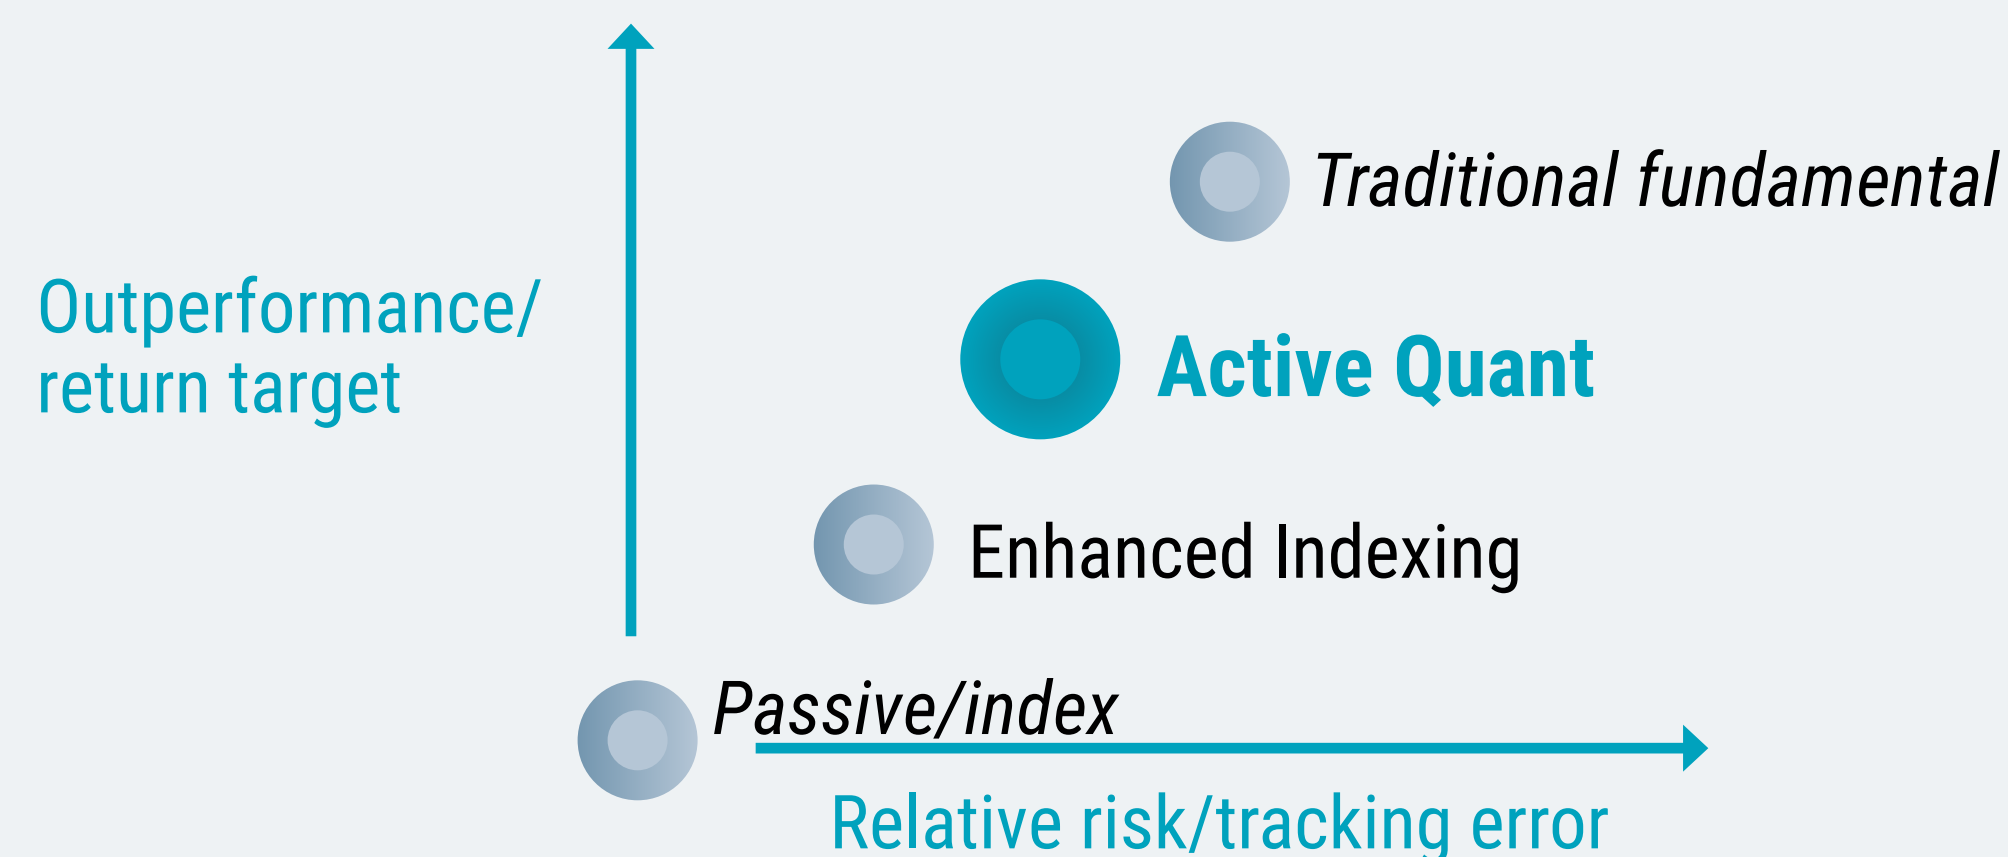 Traditional fundamental
Outperformance/
return target
Active Quant
Enhanced Indexing
Passive/index
Relative risk/tracking error